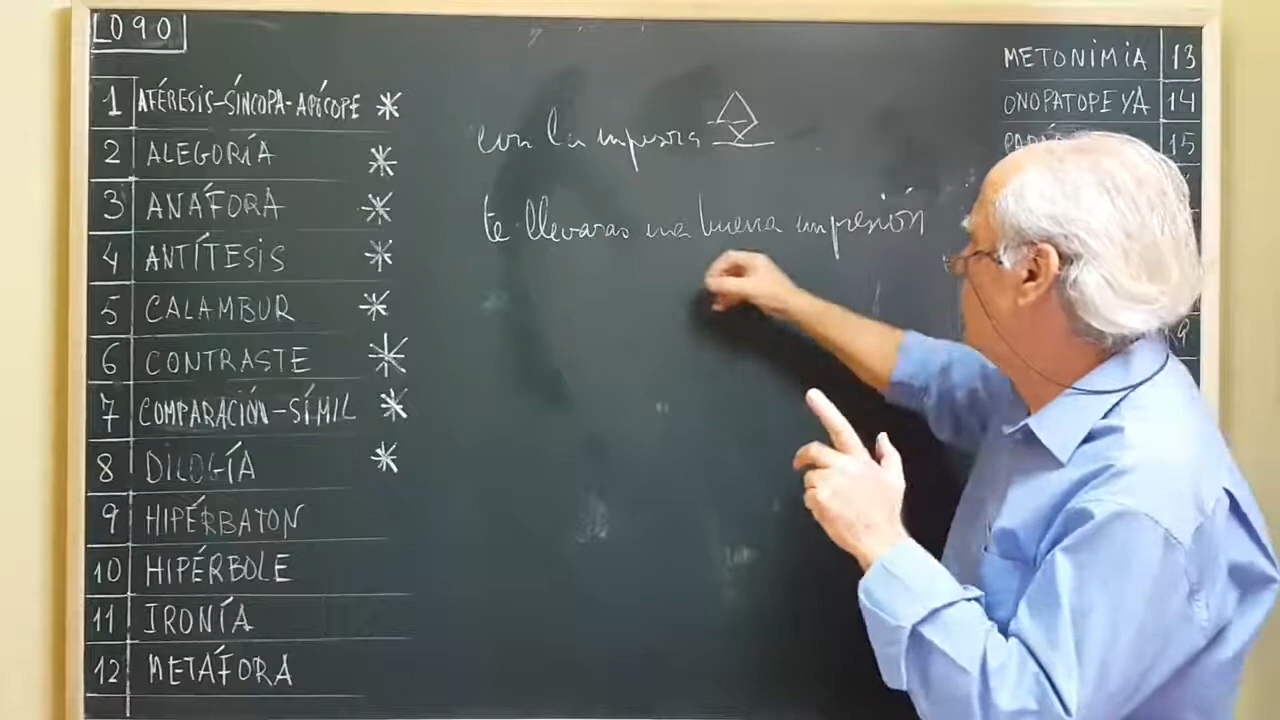 090
1 AFÉRESIS-SÍNCOPA-APÓCOPE *
2 ALEGORÍA *
3 ANÁFORA *
4 ANTÍTESIS *
5 CALAMBUR *
6 CONTRASTE *
7 COMPARACIÓN-SÍMIL *
8 DILOGÍA *
9 HIPÉRBATON
10 HIPÉRBOLE
11 IRONÍA
12 METÁFORA
con la impresora
te llevaras una buena impresión
METONIMIA 13
ONOPATOPEYA 14
15